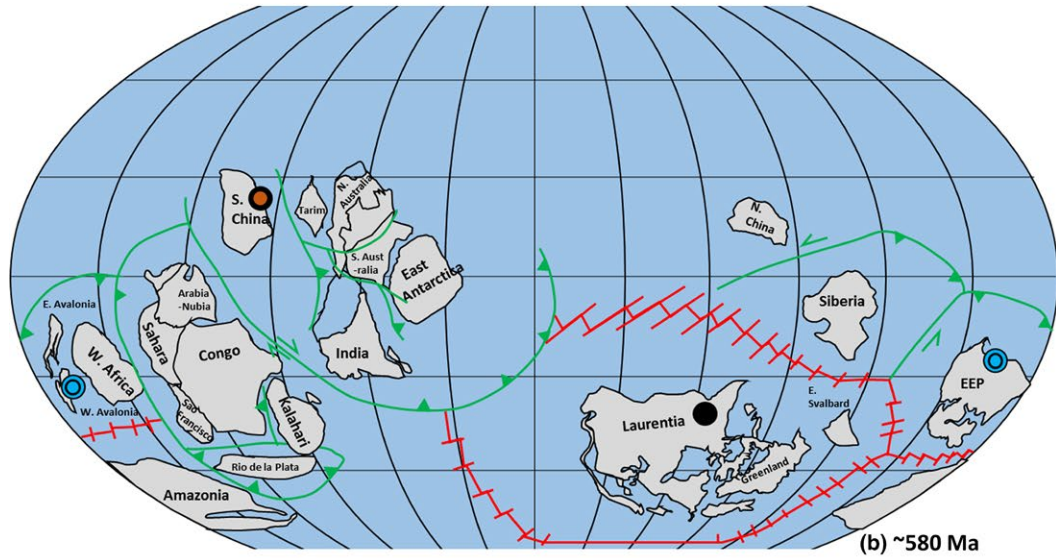 N.
Australia
S.
China
Tarim
N.
China
S. Aust
-ralia
East
Antarctica
E. Avalonia
Arabia
-Nubia
Siberia
Sahara
W. Africa
Congo
India
EEP
W. Avalonia
Sao
Francisco
Kalahari
Laurentia
E.
Svalbard
Rio de la Plata
Greenland
Amazonia
(b) ~580 Ma